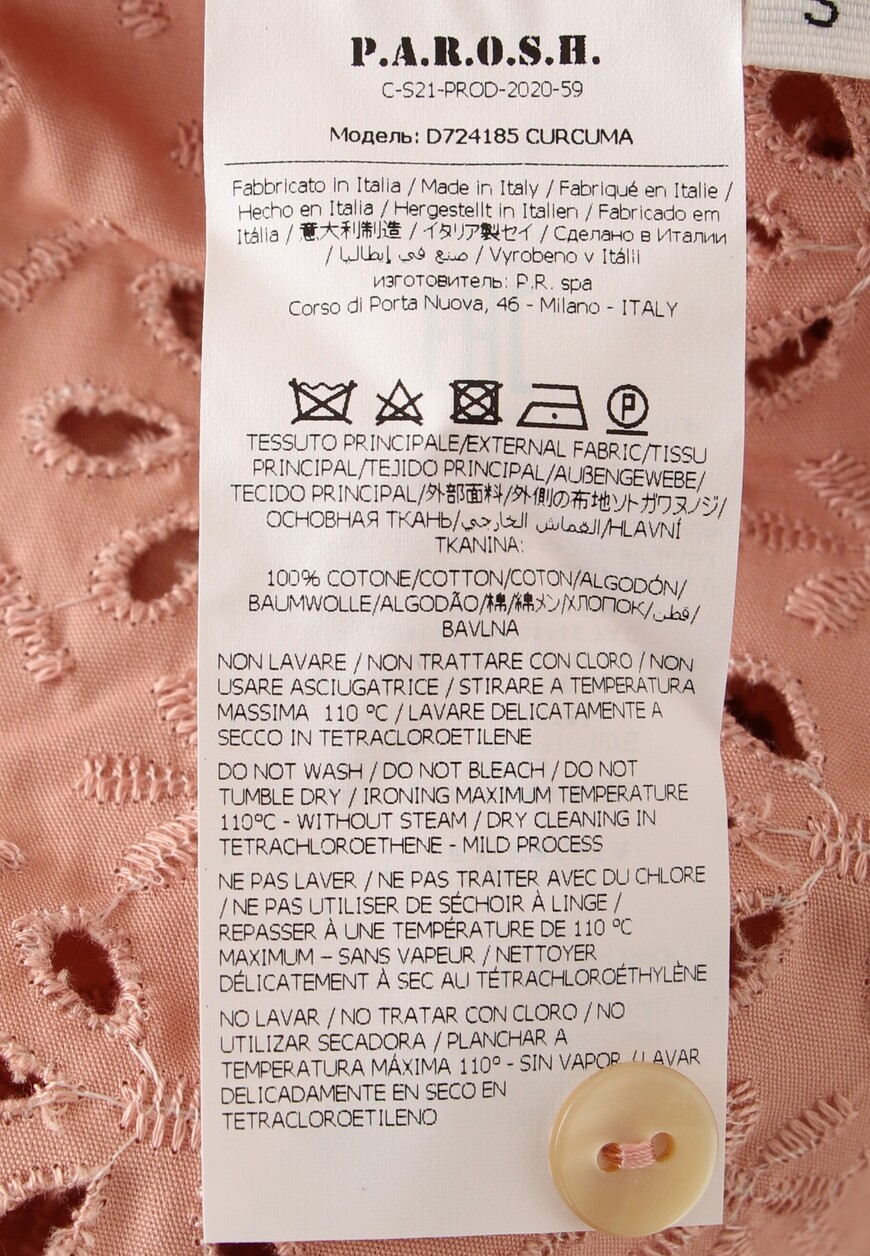 S
P.A.R.O.S.H.
C-S21-PROD-2020-59
Модель: D724185 CURCUMA
Fabbricato in Italia / Made in Italy / Fabriqué en Italie /
Hecho en Italia / Hergestellt in Italien / Fabricado em
Itália / 意大利制造 / イタリア製セイ / Сделано в Италии
/ صنع في إيطاليا / Vyrobeno v Itálii
изготовитель: P.R. spa
Corso di Porta Nuova, 46 - Milano - ITALY
P
TESSUTO PRINCIPALE/EXTERNAL FABRIC/TISSU
PRINCIPAL/TEJIDO PRINCIPAL/AUßENGEWEBE/
TECIDO PRINCIPAL/外部面料/外側の布地ソトガワヌノジ/
ОСНОВНАЯ ТКАНЬ/القماش الخارجي/HLAVNÍ
TKANINA:
100% COTONE/COTTON/COTON/ALGODÓN/
BAUMWOLLE/ALGODÃO/棉/綿メン/ХЛОПОК/قطن/
BAVLNA
NON LAVARE / NON TRATTARE CON CLORO / NON
USARE ASCIUGATRICE / STIRARE A TEMPERATURA
MASSIMA 110 ºC / LAVARE DELICATAMENTE A
SECCO IN TETRACLOROETILENE
DO NOT WASH / DO NOT BLEACH / DO NOT
TUMBLE DRY / IRONING MAXIMUM TEMPERATURE
110ºC - WITHOUT STEAM / DRY CLEANING IN
TETRACHLOROETHENE - MILD PROCESS
NE PAS LAVER / NE PAS TRAITER AVEC DU CHLORE
/ NE PAS UTILISER DE SÉCHOIR À LINGE /
REPASSER À UNE TEMPÉRATURE DE 110 ºC
MAXIMUM – SANS VAPEUR / NETTOYER
DÉLICATEMENT À SEC AU TÉTRACHLOROÉTHYLÈNE
NO LAVAR / NO TRATAR CON CLORO / NO
UTILIZAR SECADORA / PLANCHAR A
TEMPERATURA MÁXIMA 110º - SIN VAPOR / LAVAR
DELICADAMENTE EN SECO EN
TETRACLOROETILENO